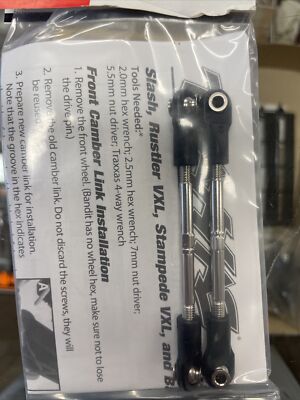 Slash, Rustler VXL, Stampede VXL, and B
Tools Needed:*
2.0mm hex wrench; 2.5mm hex wrench; 7mm nut driver;
5.5mm nut driver; Traxxas 4-way wrench
Front Camber Link Installation
1. Remove the front wheel. (Bandit has no wheel hex, make sure not to lose
the drive pin.)
2. Remove the old camber link. Do not discard the screws, they will
be reused.
3. Prepare new camber link for installation.
Note that the groove in the hex indicates
A